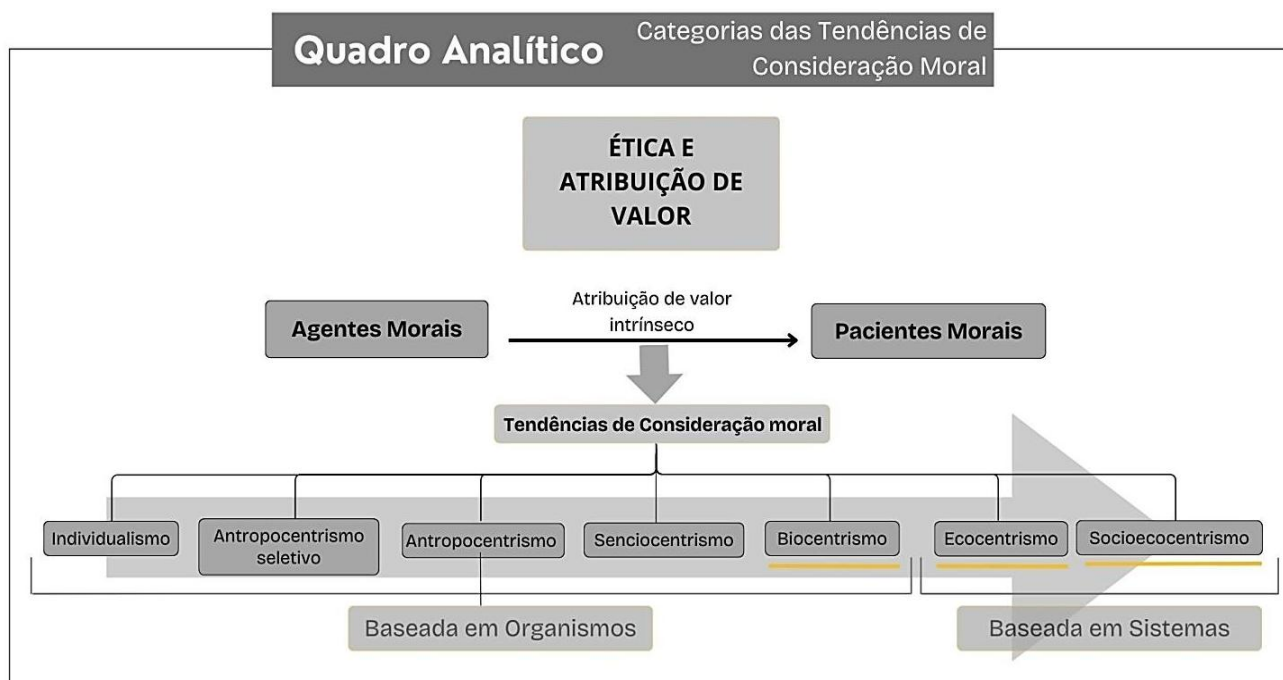 Quadro Analítico
Categorias das Tendências de
Consideração Moral
ÉTICA E
ATRIBUIÇÃO DE
VALOR
Agentes Morais
Atribuição de valor
intrínseco
Pacientes Morais
Tendências de Consideração moral
Individualismo
Antropocentrismo
seletivo
Antropocentrismo
Senciocentrismo
Biocentrismo
Ecocentrismo
Socioecocentrismo
Baseada em Organismos
Baseada em Sistemas